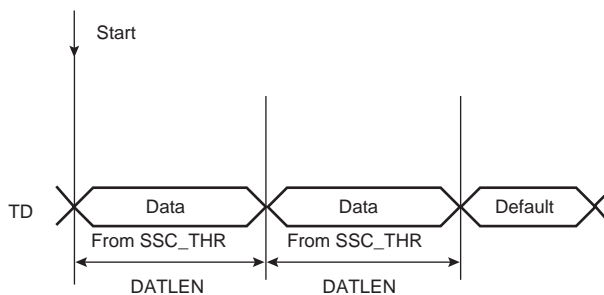 Start
TD
Data
Data
Default
From SSC_THR
From SSC_THR
DATLEN
DATLEN